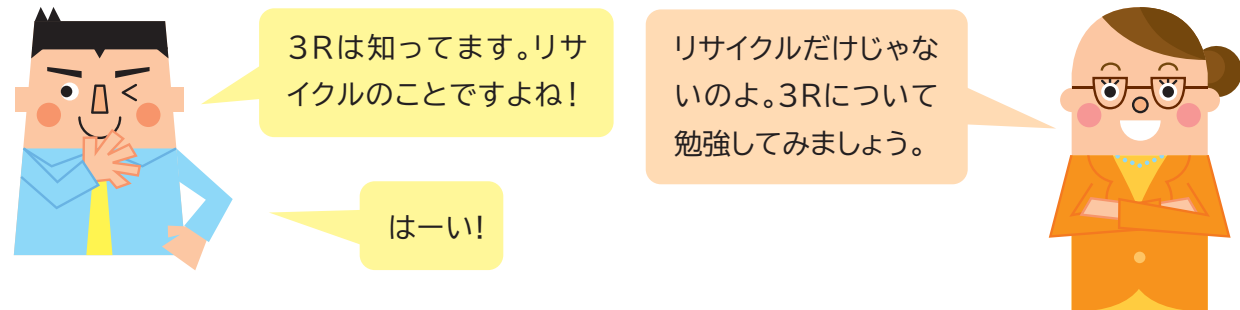 ３Rは知ってます。リサ
イクルのことですよね！
リサイクルだけじゃな
いのよ。３Rについて
勉強してみましょう。
はーい！